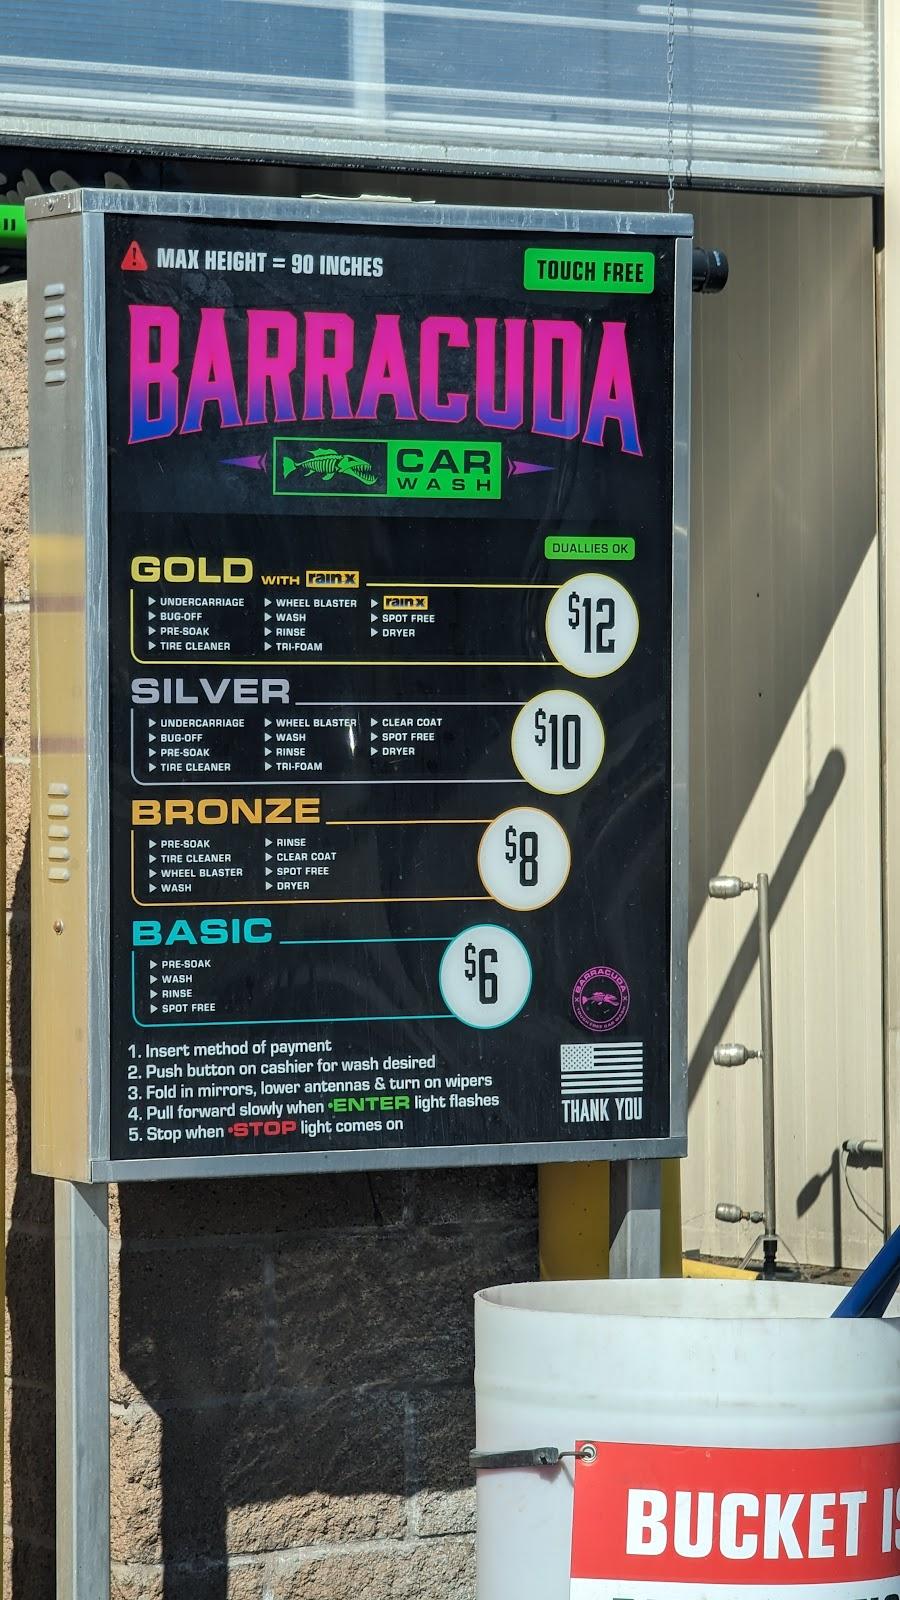 MAX HEIGHT = 90 INCHES
TOUCH FREE
BARRACUDA
CAR
WASH
DUALLIES OK
GOLD WITH rain-x
$12
UNDERCARRIAGE
BUG-OFF
PRE-SOAK
TIRE CLEANER
WHEEL BLASTER
WASH
RINSE
TRI-FOAM
rain-x
SPOT FREE
DRYER
SILVER
$10
UNDERCARRIAGE
BUG-OFF
PRE-SOAK
TIRE CLEANER
WHEEL BLASTER
WASH
RINSE
TRI-FOAM
CLEAR COAT
SPOT FREE
DRYER
BRONZE
$8
PRE-SOAK
TIRE CLEANER
WHEEL BLASTER
WASH
RINSE
CLEAR COAT
SPOT FREE
DRYER
BASIC
$6
PRE-SOAK
WASH
RINSE
SPOT FREE
BARRACUDA
TOUCH FREE CAR WASH
1. Insert method of payment
2. Push button on cashier for wash desired
3. Fold in mirrors, lower antennas & turn on wipers
4. Pull forward slowly when •ENTER light flashes
5. Stop when •STOP light comes on
THANK YOU
BUCKET